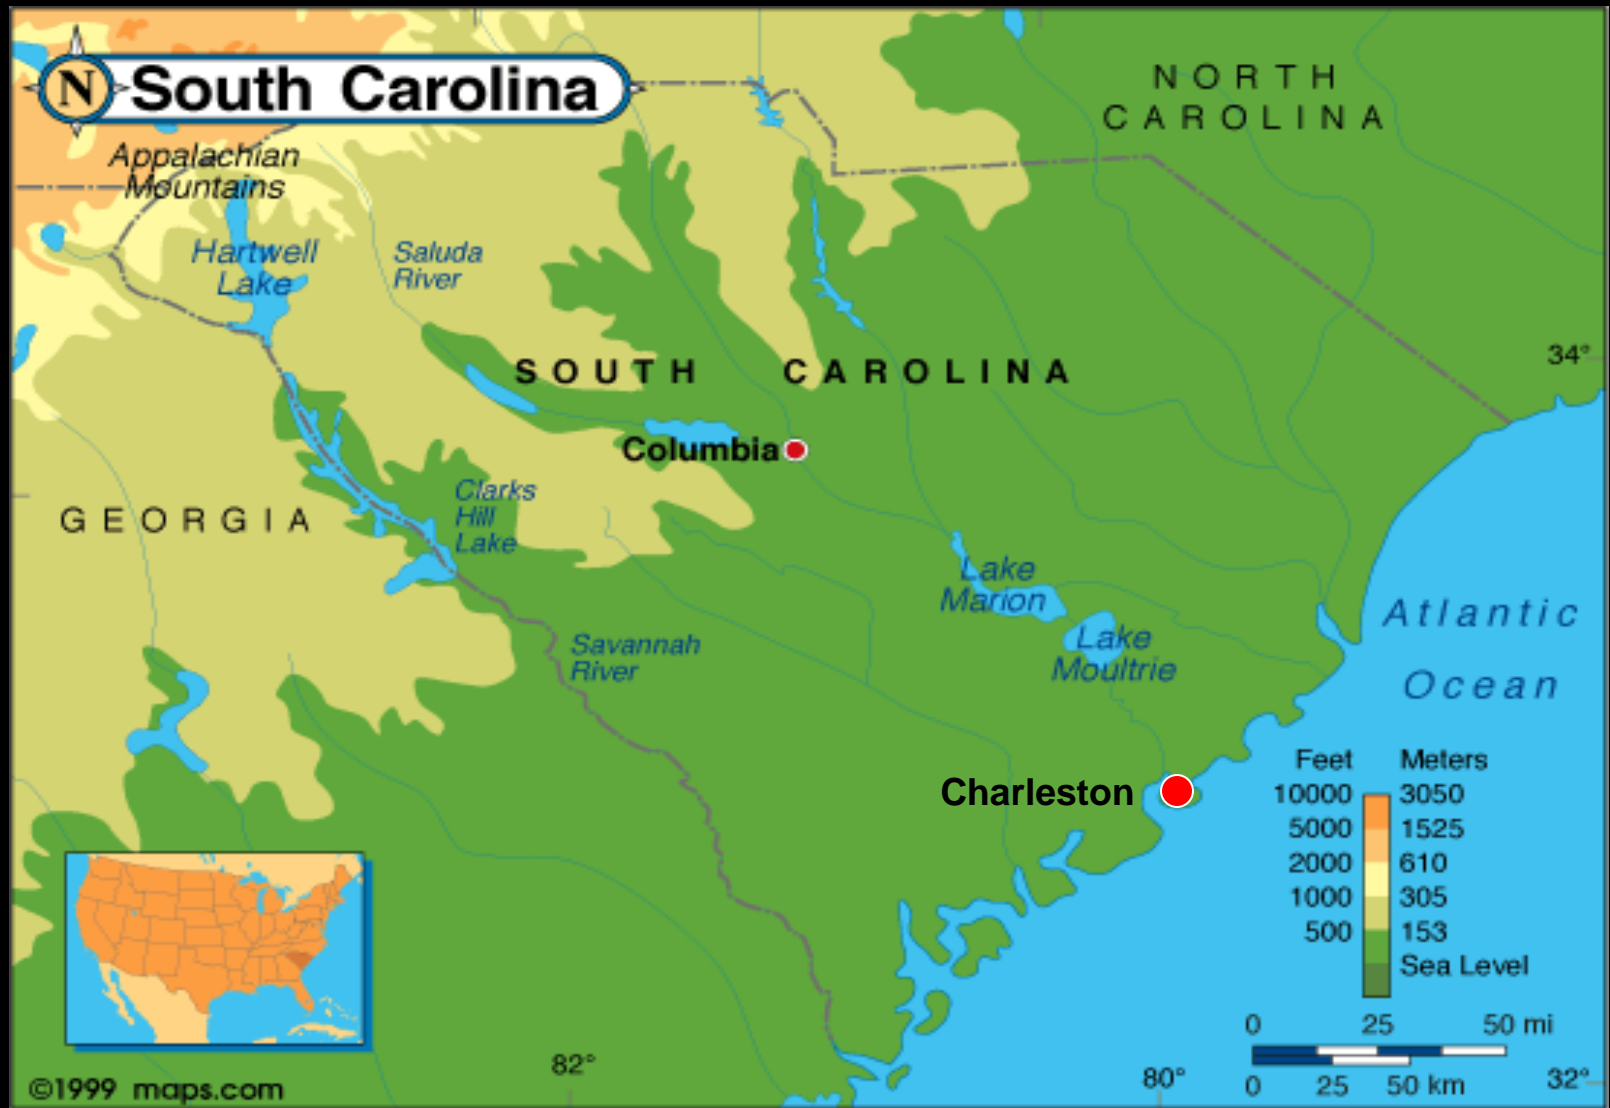 N
South Carolina
NORTH
CAROLINA
Appalachian
Mountains
Hartwell
Lake
Saluda
River
34°
SOUTH CAROLINA
Columbia
GEORGIA
Clarks
Hill
Lake
Lake
Marion
Atlantic
Ocean
Savannah
River
Lake
Moultrie
Charleston
Feet Meters
10000 3050
5000 1525
2000 610
1000 305
500 153
Sea Level
0 25 50 mi
0 25 50 km
82°
80°
32°
©1999 maps.com